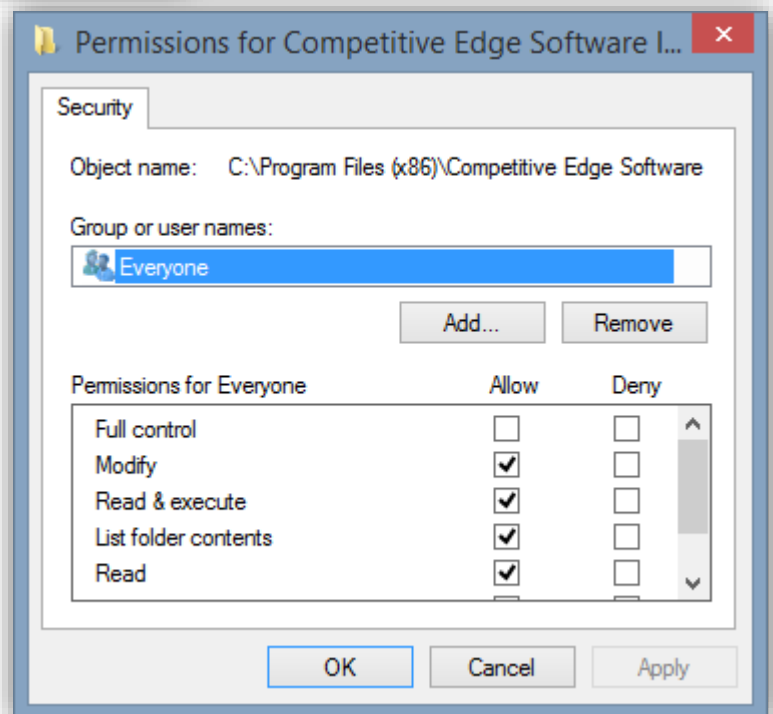 Permissions for Competitive Edge Software I...
Security
Object name: C:\Program Files (x86)\Competitive Edge Software
Group or user names:
Everyone
Add... Remove
Permissions for Everyone Allow Deny
Full control
Modify
Read & execute
List folder contents
Read
OK Cancel Apply